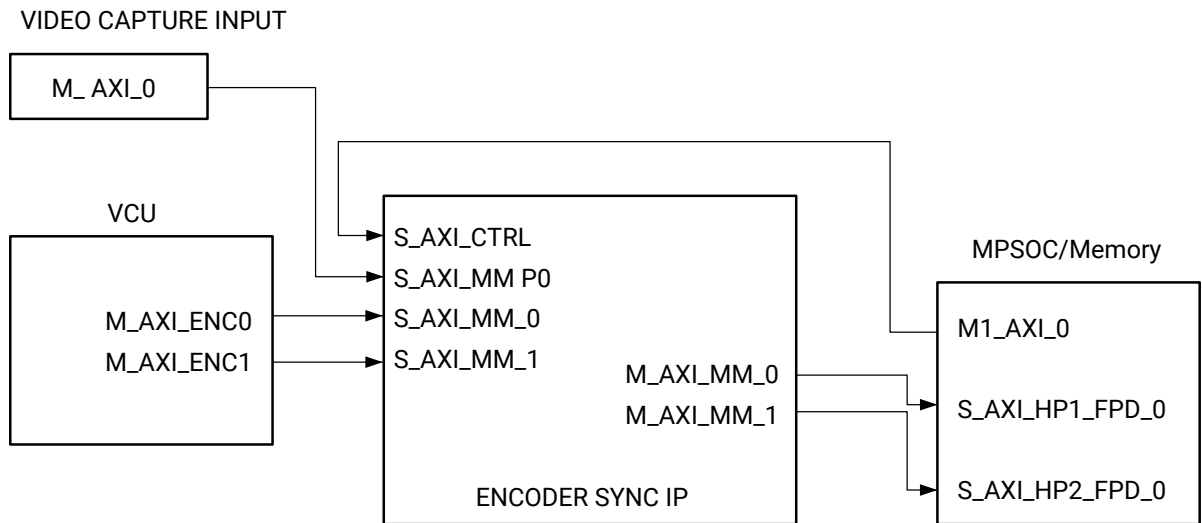 VIDEO CAPTURE INPUT
M_ AXI_0
VCU
M_AXI_ENC0
M_AXI_ENC1
S_AXI_CTRL
S_AXI_MM P0
S_AXI_MM_0
S_AXI_MM_1
M_AXI_MM_0
M_AXI_MM_1
ENCODER SYNC IP
MPSOC/Memory
M1_AXI_0
S_AXI_HP1_FPD_0
S_AXI_HP2_FPD_0